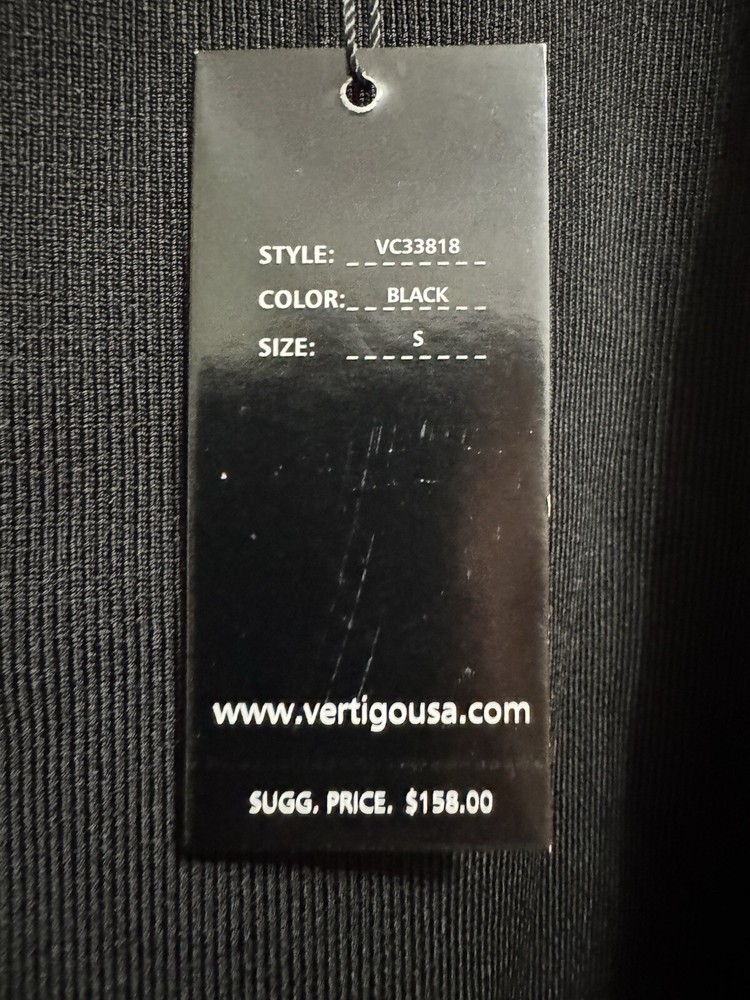 STYLE: VC33818
COLOR: BLACK
SIZE: S
www.vertigousa.com
SUGG. PRICE. $158.00